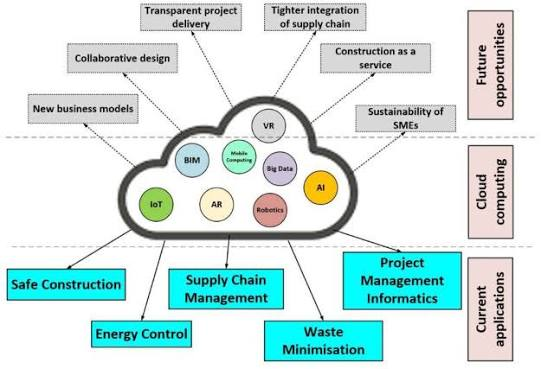 Transparent project
delivery
Tighter integration
of supply chain
Collaborative design
Construction as a
service
New business models
Sustainability of
SMEs
Future
opportunities
VR
BIM
Mobile
Computing
Big Data
AI
IoT
AR
Robotics
Cloud
computing
Safe Construction
Supply Chain
Management
Project
Management
Informatics
Energy Control
Waste
Minimisation
Current
applications